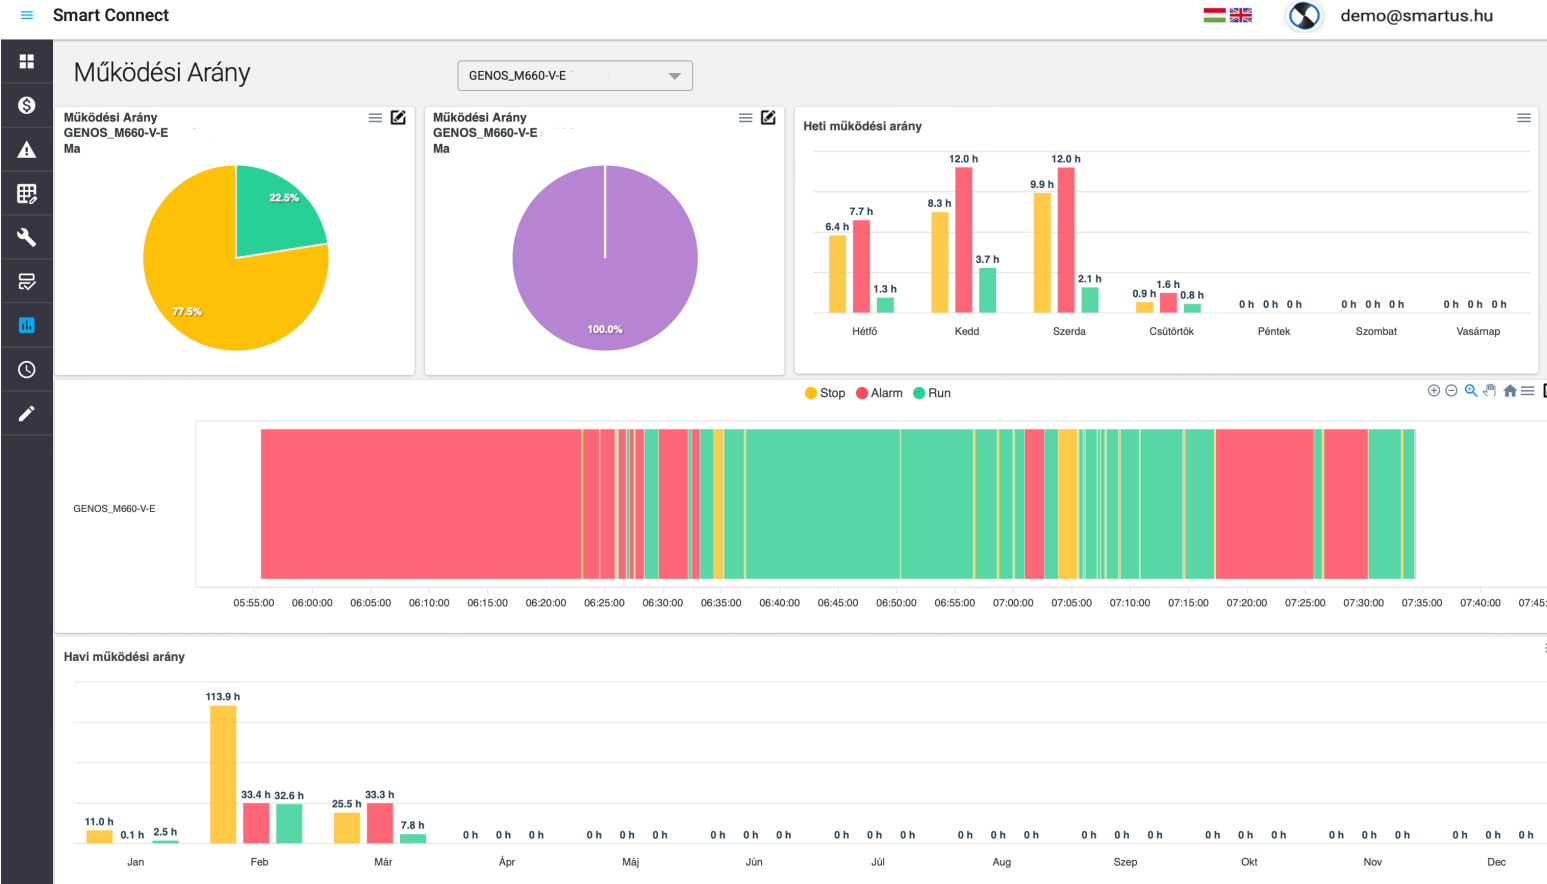 Smart Connect
demo@smartus.hu
Működési Arány
GENOS_M660-V-E
Működési Arány
GENOS_M660-V-E
Ma
22.5%
77.5%
Működési Arány
GENOS_M660-V-E
Ma
100.0%
Heti működési arány
12.0 h 12.0 h
9.9 h
8.3 h
7.7 h
6.4 h
3.7 h
2.1 h
1.3 h
1.6 h
0.9 h 0.8 h
0 h 0 h 0 h 0 h 0 h 0 h 0 h 0 h 0 h
Hétfő Kedd Szerda Csütörtök Péntek Szombat Vasárnap
Stop Alarm Run
GENOS_M660-V-E
05:55:00 06:00:00 06:05:00 06:10:00 06:15:00 06:20:00 06:25:00 06:30:00 06:35:00 06:40:00 06:45:00 06:50:00 06:55:00 07:00:00 07:05:00 07:10:00 07:15:00 07:20:00 07:25:00 07:30:00 07:35:00 07:40:00 07:45:
Havi működési arány
113.9 h
33.4 h 32.6 h
33.3 h
25.5 h
11.0 h 0.1 h 2.5 h
7.8 h
0 h 0 h 0 h 0 h 0 h 0 h 0 h 0 h 0 h 0 h 0 h 0 h 0 h 0 h 0 h 0 h 0 h 0 h 0 h 0 h 0 h 0 h 0 h 0 h 0 h 0 h 0 h
Jan Feb Már Ápr Máj Jún Júl Aug Szep Okt Nov Dec